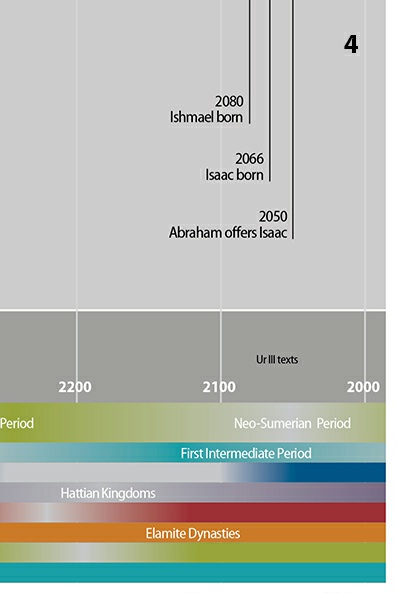 4
2080
Ishmael born
2066
Isaac born
2050
Abraham offers Isaac
Ur III texts
2200 2100 2000
Period Neo-Sumerian Period
First Intermediate Period
Hattian Kingdoms
Elamite Dynasties